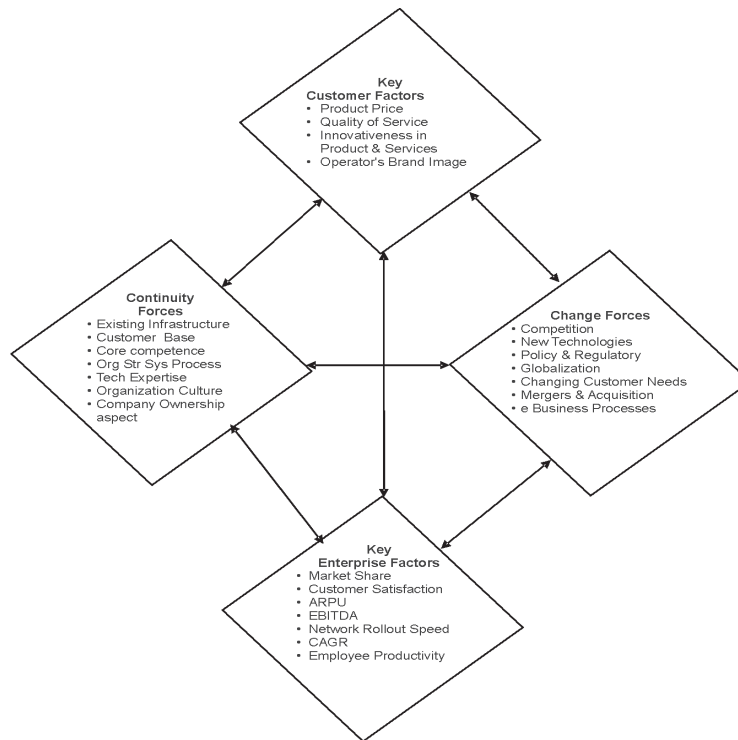 Key
Customer Factors
• Product Price
• Quality of Service
• Innovativeness in
Product & Services
• Operator's Brand Image
Continuity
Forces
• Existing Infrastructure
• Customer Base
• Core competence
• Org Str Sys Process
• Tech Expertise
• Organization Culture
• Company Ownership
aspect
Change Forces
• Competition
• New Technologies
• Policy & Regulatory
• Globalization
• Changing Customer Needs
• Mergers & Acquisition
• e Business Processes
Key
Enterprise Factors
• Market Share
• Customer Satisfaction
• ARPU
• EBITDA
• Network Rollout Speed
• CAGR
• Employee Productivity